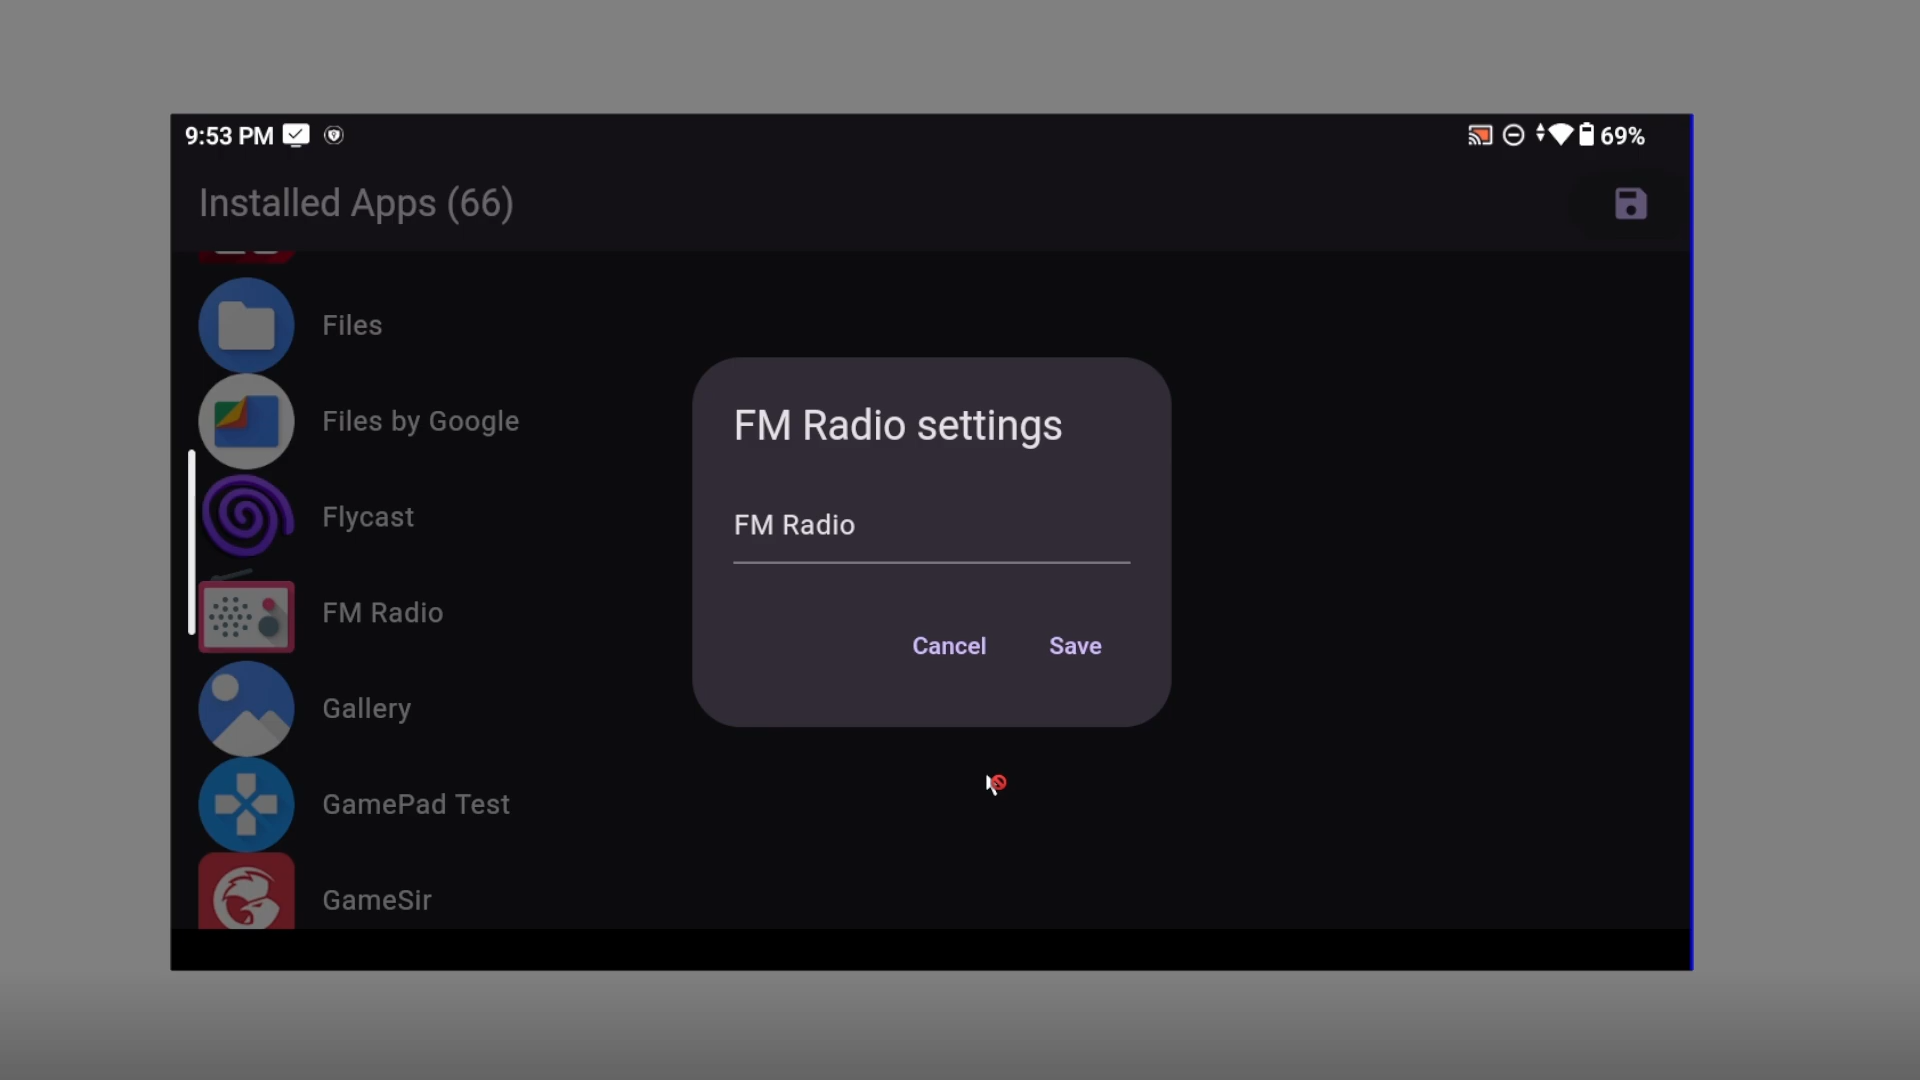 9:53 PM
69%
Installed Apps (66)
Files
Files by Google
Flycast
FM Radio
Gallery
GamePad Test
GameSir
FM Radio settings
FM Radio
Cancel
Save